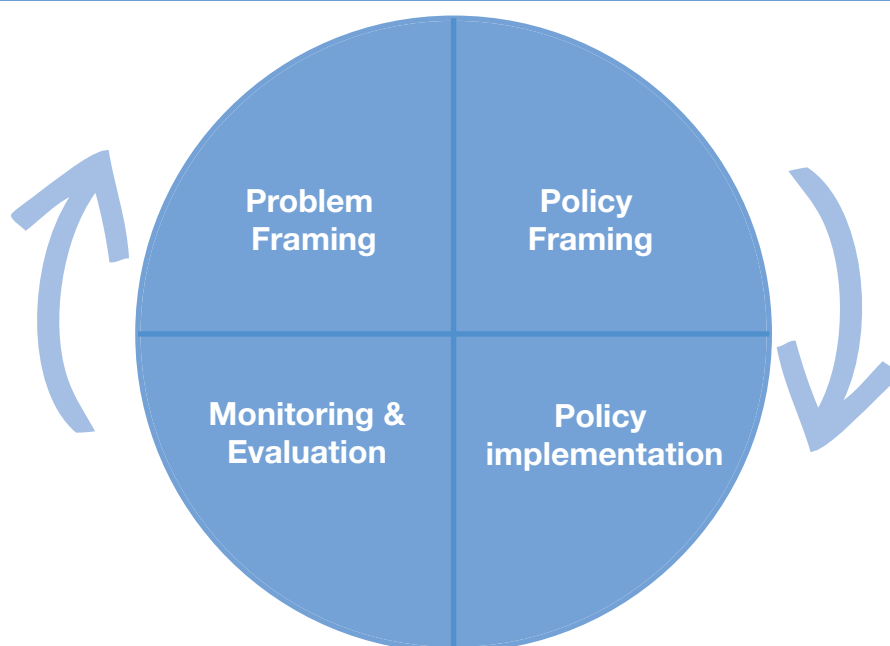 Problem
Framing
Policy
Framing
Monitoring &
Evaluation
Policy
implementation